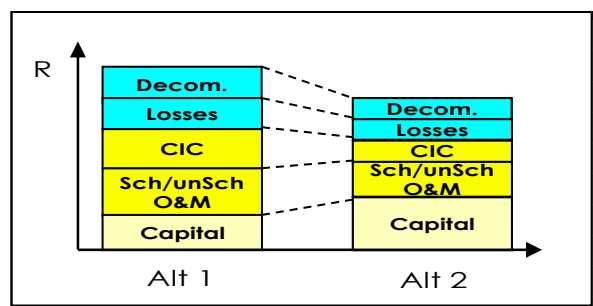 R
Decom.
Losses
CIC
Sch/unSch
O&M
Capital
Decom.
Losses
CIC
Sch/unSch
O&M
Capital
Alt 1
Alt 2